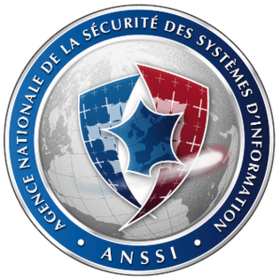 AGENCE NATIONALE DE LA SÉCURITÉ DES SYSTÈMES D'INFORMATION
• ANSSI •